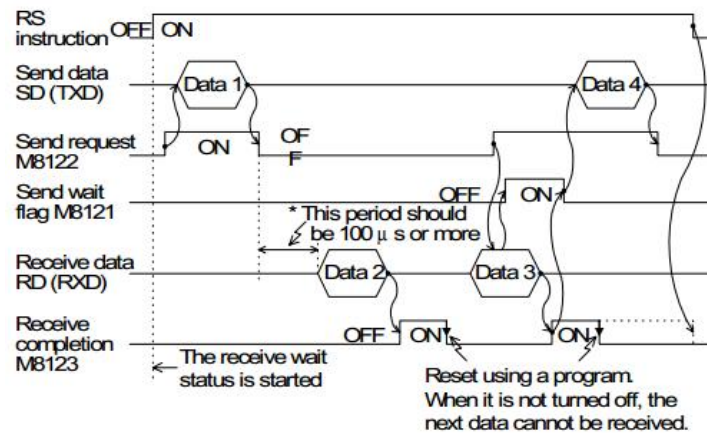 RS
instruction
OFF ON
Send data
SD (TXD)
Data 1
Data 4
Send request
M8122
ON
OF
F
Send wait
flag M8121
OFF
ON
* This period should
be 100 μ s or more
Receive data
RD (RXD)
Data 2
Data 3
Receive
completion
M8123
OFF
ON
ON
The receive wait
status is started
Reset using a program.
When it is not turned off, the
next data cannot be received.